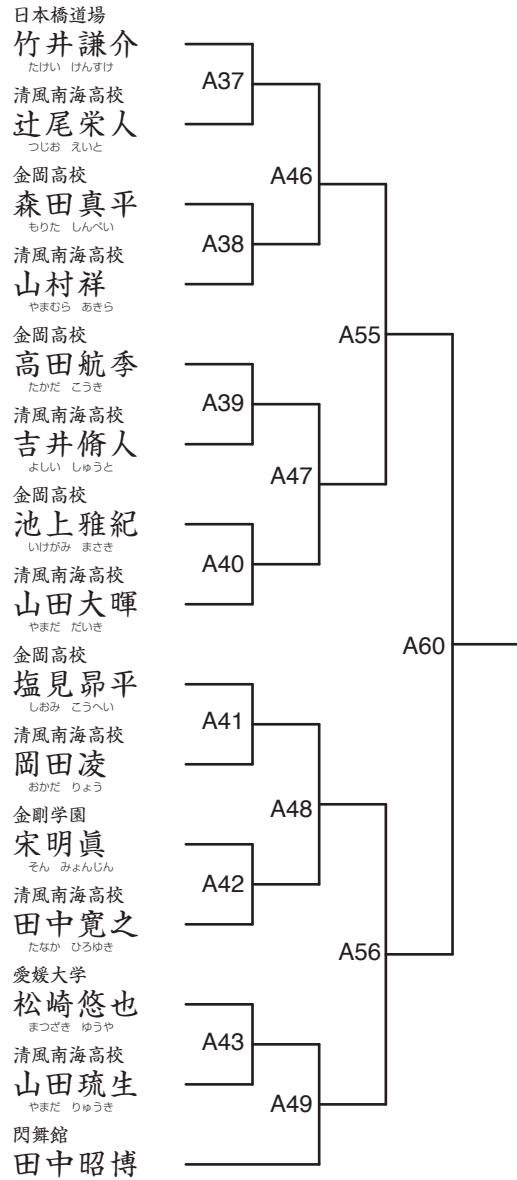 日本橋道場
竹井謙介
たけい けんすけ
清風南海高校
辻尾栄人
つじお えいと
金岡高校
森田真平
もりた しんぺい
清風南海高校
山村祥
やまむら あきら
金岡高校
高田航季
たかだ こうき
清風南海高校
吉井脩人
よしい しゅうと
金岡高校
池上雅紀
いけがみ まさき
清風南海高校
山田大暉
やまだ だいき
金岡高校
塩見昴平
しおみ こうへい
清風南海高校
岡田凌
おかだ りょう
金剛学園
宋明眞
そん みょんじん
清風南海高校
田中寛之
たなか ひろゆき
愛媛大学
松崎悠也
まつざき ゆうや
清風南海高校
山田琉生
やまだ りゅうき
閃舞館
田中昭博
A37
A38
A39
A40
A41
A42
A43
A46
A47
A48
A49
A55
A56
A60